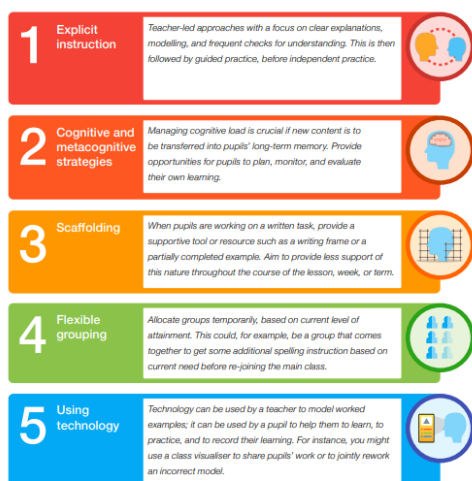 1
Explicit
instruction
Teacher-led approaches with a focus on clear explanations,
modelling, and frequent checks for understanding. This is then
followed by guided practice, before independent practice.
2
Cognitive and
metacognitive
strategies
Managing cognitive load is crucial if new content is to
be transferred into pupils' long-term memory. Provide
opportunities for pupils to plan, monitor, and evaluate
their own learning.
3
Scaffolding
When pupils are working on a written task, provide a
supportive tool or resource such as a writing frame or a
partially completed example. Aim to provide less support of
this nature throughout the course of the lesson, week, or term.
4
Flexible
grouping
Allocate groups temporarily, based on current level of
attainment. This could, for example, be a group that comes
together to get some additional spelling instruction based on
current need before re-joining the main class.
5
Using
technology
Technology can be used by a teacher to model worked
examples; it can be used by a pupil to help them to learn, to
practice, and to record their learning. For instance, you might
use a class visualiser to share pupils' work or to jointly rework
an incorrect model.